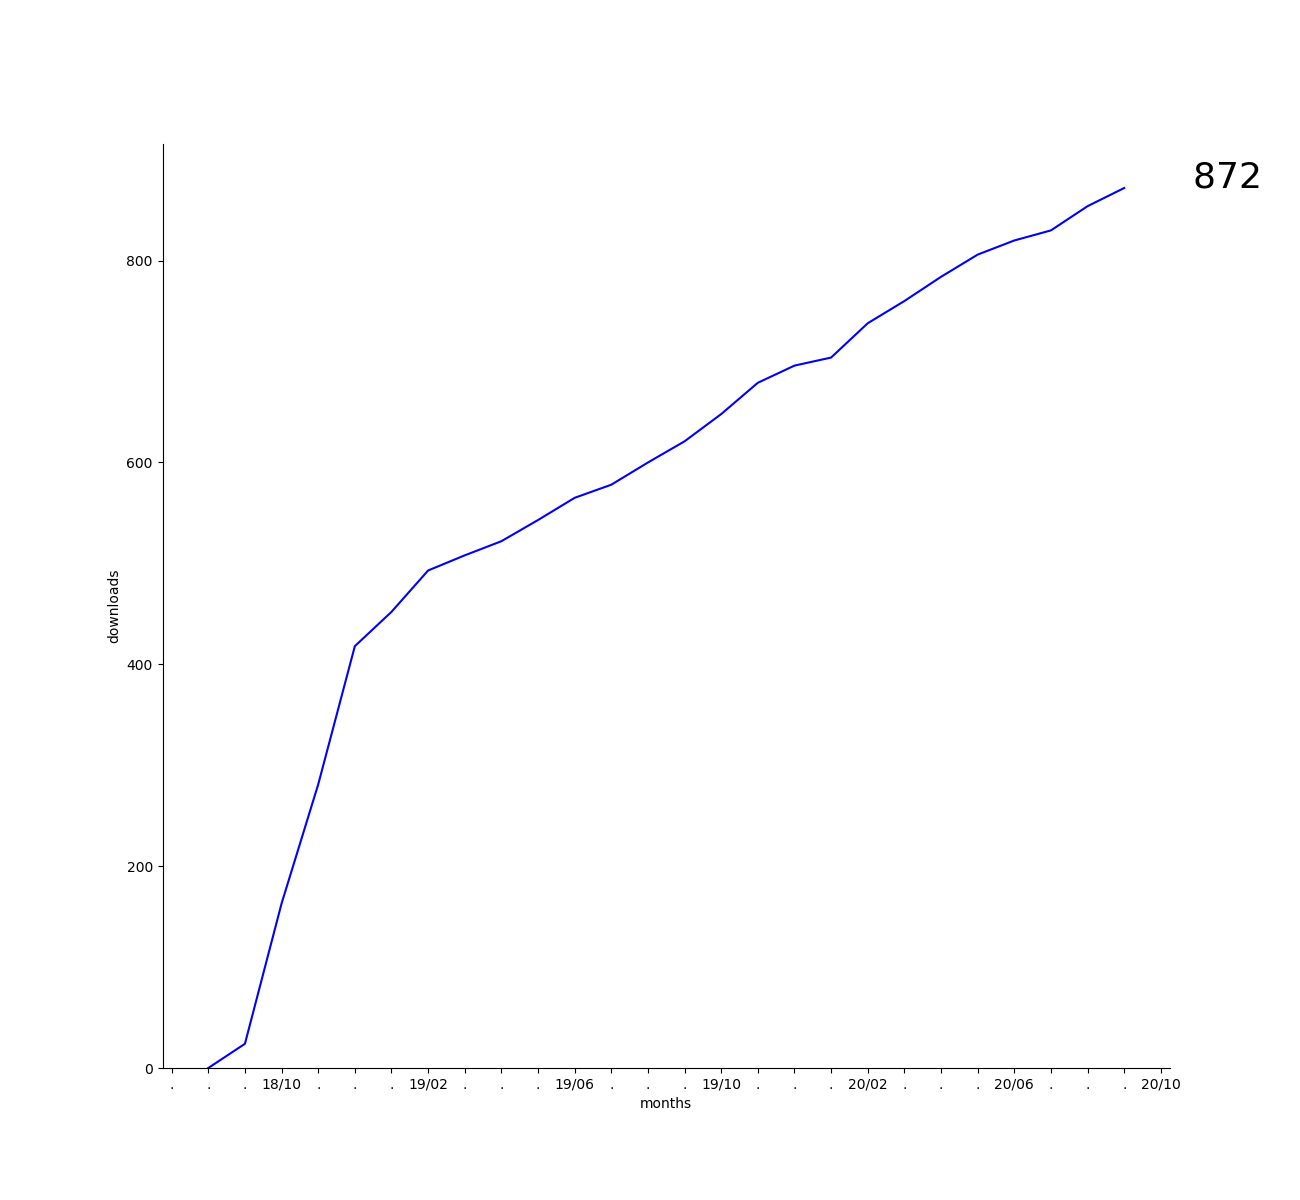 872
800
600
downloads
400
200
0
. . . 18/10 . . . 19/02 . . . 19/06 . . . 19/10 . . . 20/02 . . . 20/06 . . . 20/10
months